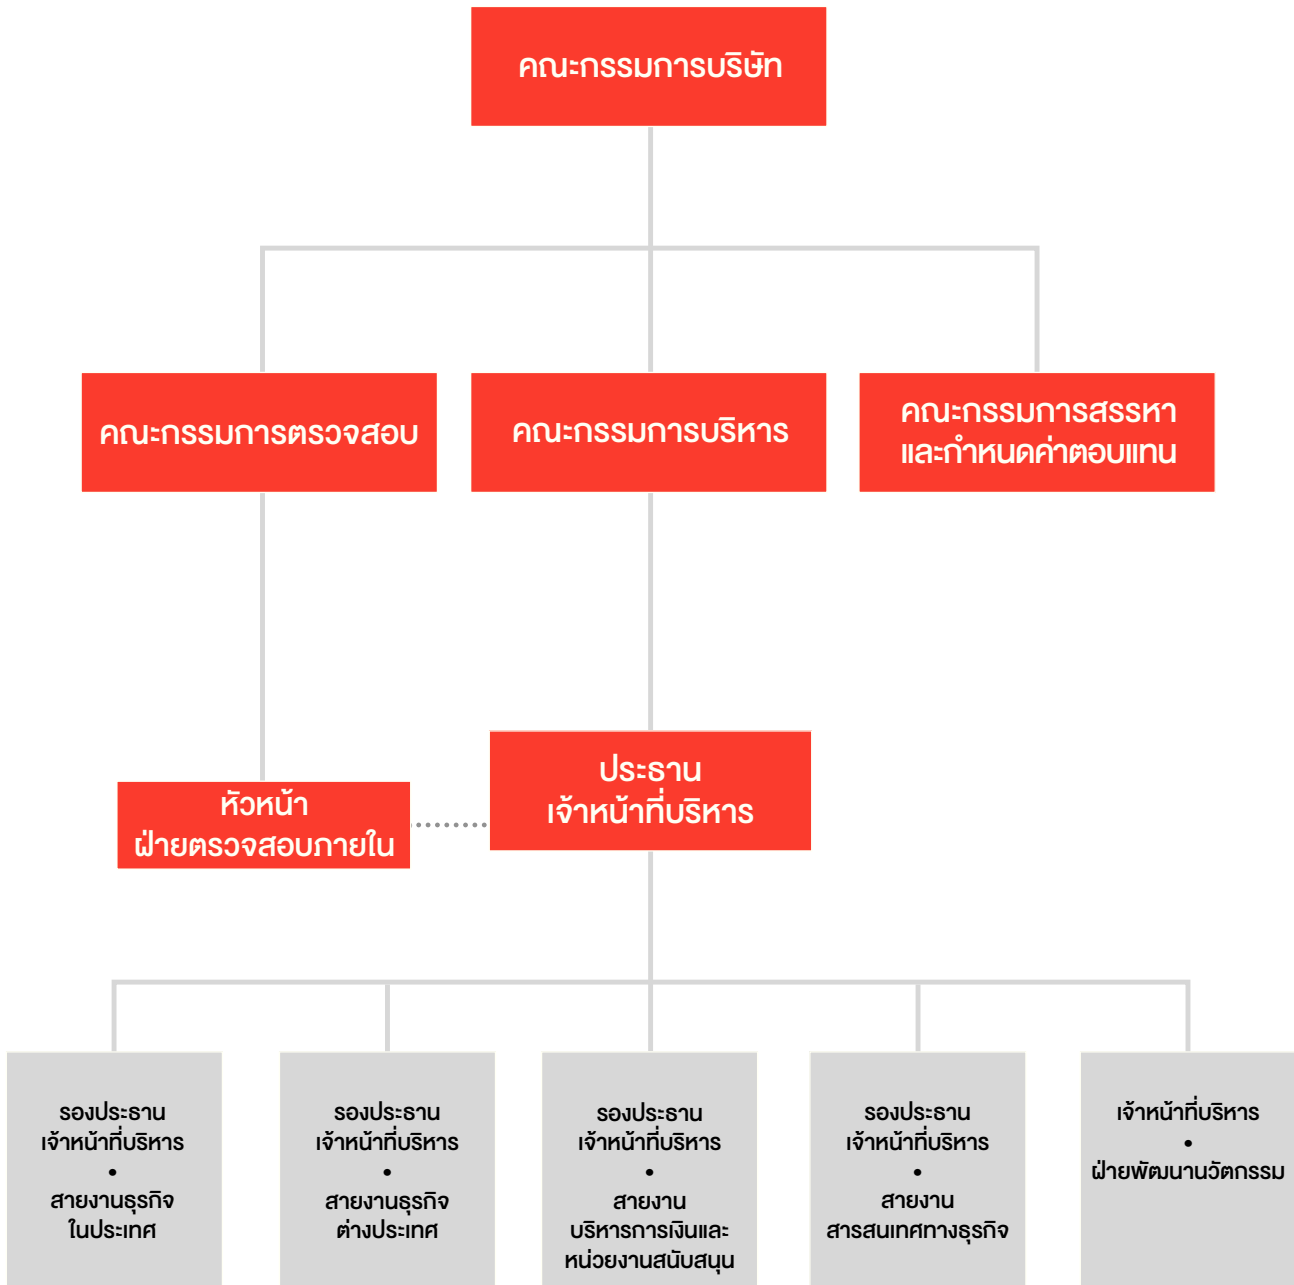 คณะกรรมการบริษัท
คณะกรรมการตรวจสอบ
คณะกรรมการบริหาร
คณะกรรมการสรรหา
และกำหนดค่าตอบแทน
หัวหน้า
ฝ่ายตรวจสอบภายใน
ประธาน
เจ้าหน้าที่บริหาร
รองประธาน
เจ้าหน้าที่บริหาร
•
สายงานธุรกิจ
ในประเทศ
รองประธาน
เจ้าหน้าที่บริหาร
•
สายงานธุรกิจ
ต่างประเทศ
รองประธาน
เจ้าหน้าที่บริหาร
•
สายงาน
บริหารการเงินและ
หน่วยงานสนับสนุน
รองประธาน
เจ้าหน้าที่บริหาร
•
สายงาน
สารสนเทศทางธุรกิจ
เจ้าหน้าที่บริหาร
•
ฝ่ายพัฒนานวัตกรรม